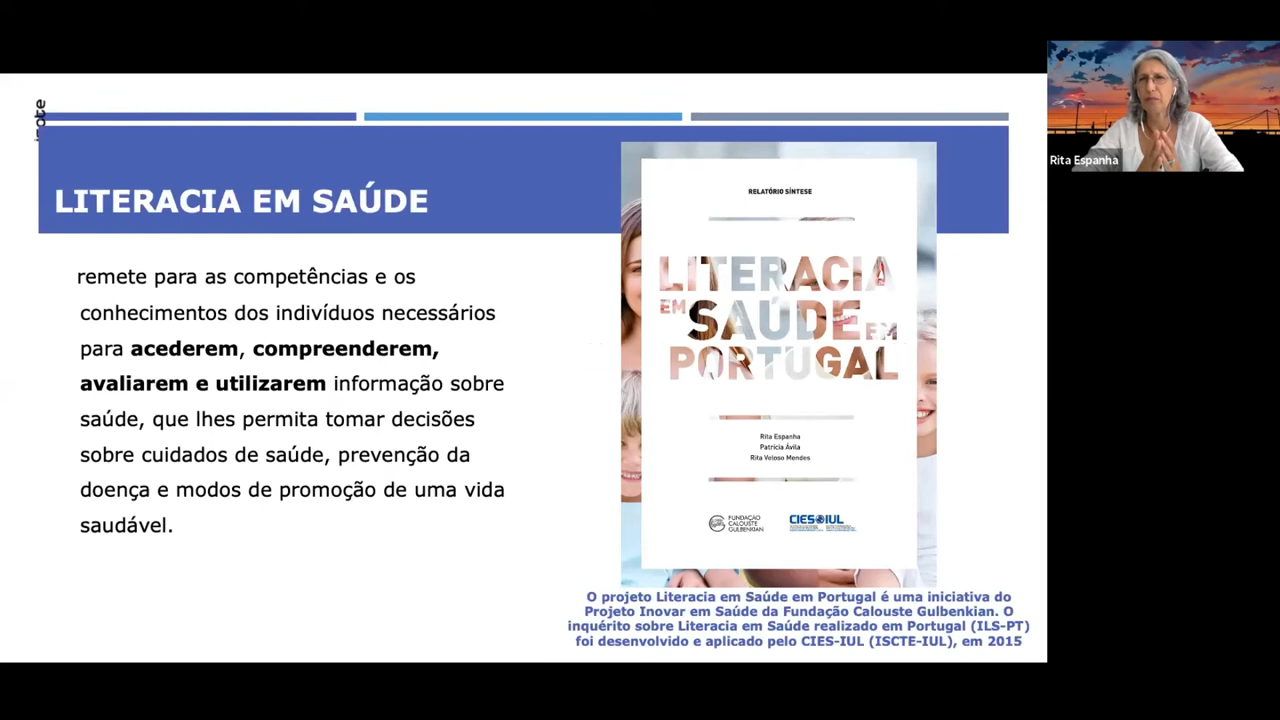 iscte
LITERACIA EM SAÚDE
remete para as competências e os
conhecimentos dos indivíduos necessários
para acederem, compreenderem,
avaliarem e utilizarem informação sobre
saúde, que lhes permita tomar decisões
sobre cuidados de saúde, prevenção da
doença e modos de promoção de uma vida
saudável.
RELATÓRIO SÍNTESE
LITERACIA
EM SAÚDE EM
PORTUGAL
Rita Espanha
Patrícia Ávila
Rita Veloso Mendes
FUNDAÇÃO
CALOUSTE
GULBENKIAN
CIES IUL
O projeto Literacia em Saúde em Portugal é uma iniciativa do
Projeto Inovar em Saúde da Fundação Calouste Gulbenkian. O
inquérito sobre Literacia em Saúde realizado em Portugal (ILS-PT)
foi desenvolvido e aplicado pelo CIES-IUL (ISCTE-IUL), em 2015
Rita Espanha